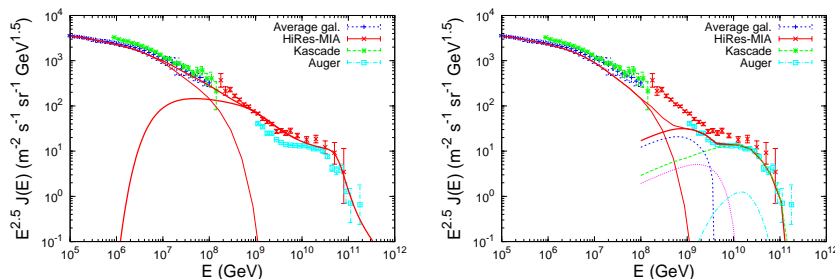 Average gal.
HiRes-MIA
Kascade
Auger
E^2.5 J(E) (m^-2 s^-1 sr^-1 GeV^1.5)
10^4
10^3
10^2
10^1
10^0
10^-1
10^5 10^6 10^7 10^8 10^9 10^10 10^11 10^12
E (GeV)
Average gal.
HiRes-MIA
Kascade
Auger
E^2.5 J(E) (m^-2 s^-1 sr^-1 GeV^1.5)
10^4
10^3
10^2
10^1
10^0
10^-1
10^5 10^6 10^7 10^8 10^9 10^10 10^11 10^12
E (GeV)